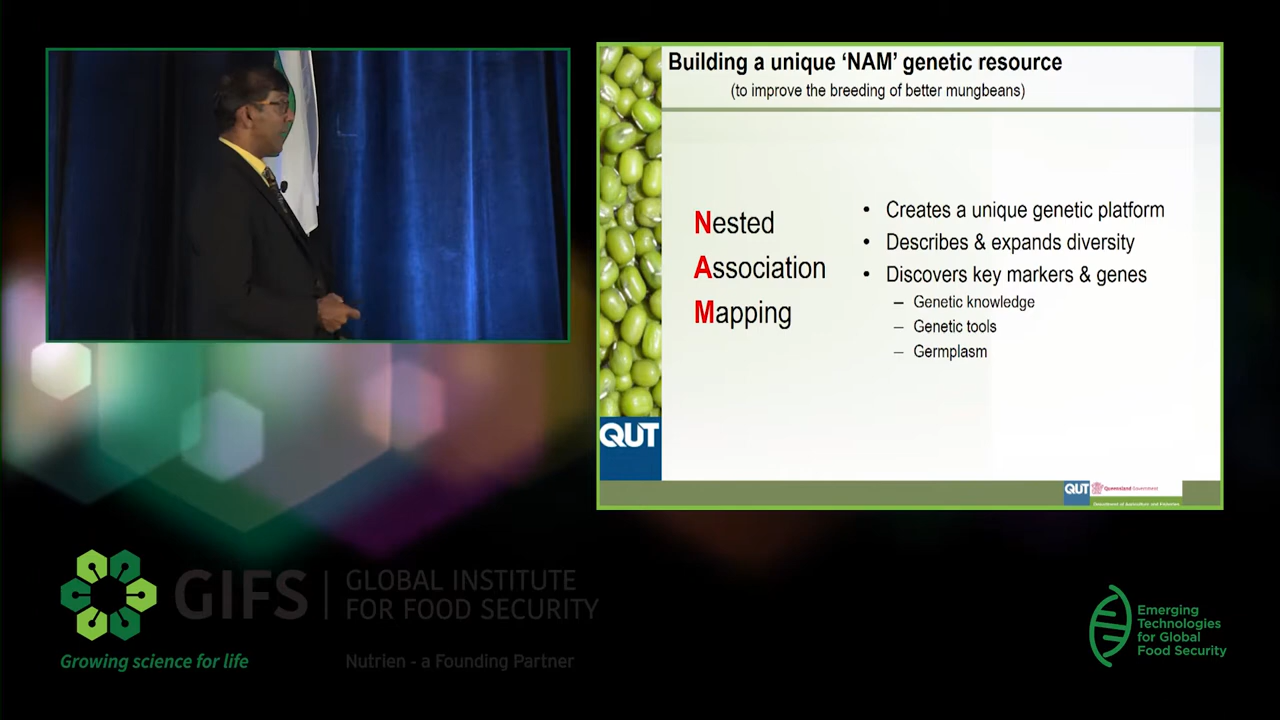 Building a unique ‘NAM’ genetic resource
(to improve the breeding of better mungbeans)
Nested
Association
Mapping
• Creates a unique genetic platform
• Describes & expands diversity
• Discovers key markers & genes
– Genetic knowledge
– Genetic tools
– Germplasm
QUT
QUT
Queensland Government
Department of Agriculture and Fisheries
GIFS
GLOBAL INSTITUTE
FOR FOOD SECURITY
Growing science for life
Nutrien - a Founding Partner
Emerging
Technologies
for Global
Food Security